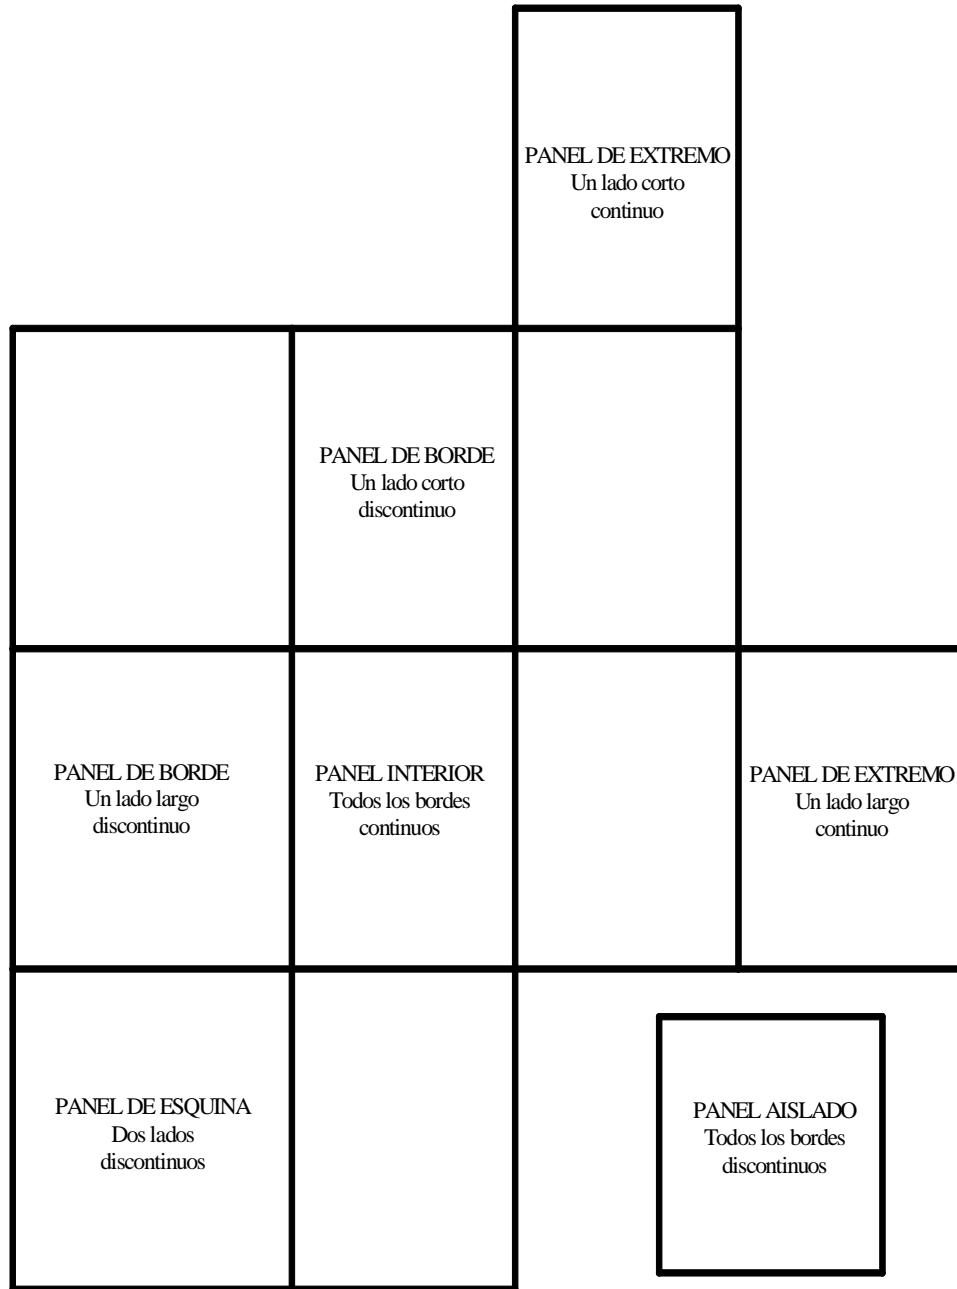 PANEL DE EXTREMO
Un lado corto
continuo
PANEL DE BORDE
Un lado corto
discontinuo
PANEL DE BORDE
Un lado largo
discontinuo
PANEL INTERIOR
Todos los bordes
continuos
PANEL DE EXTREMO
Un lado largo
continuo
PANEL DE ESQUINA
Dos lados
discontinuos
PANEL AISLADO
Todos los bordes
discontinuos